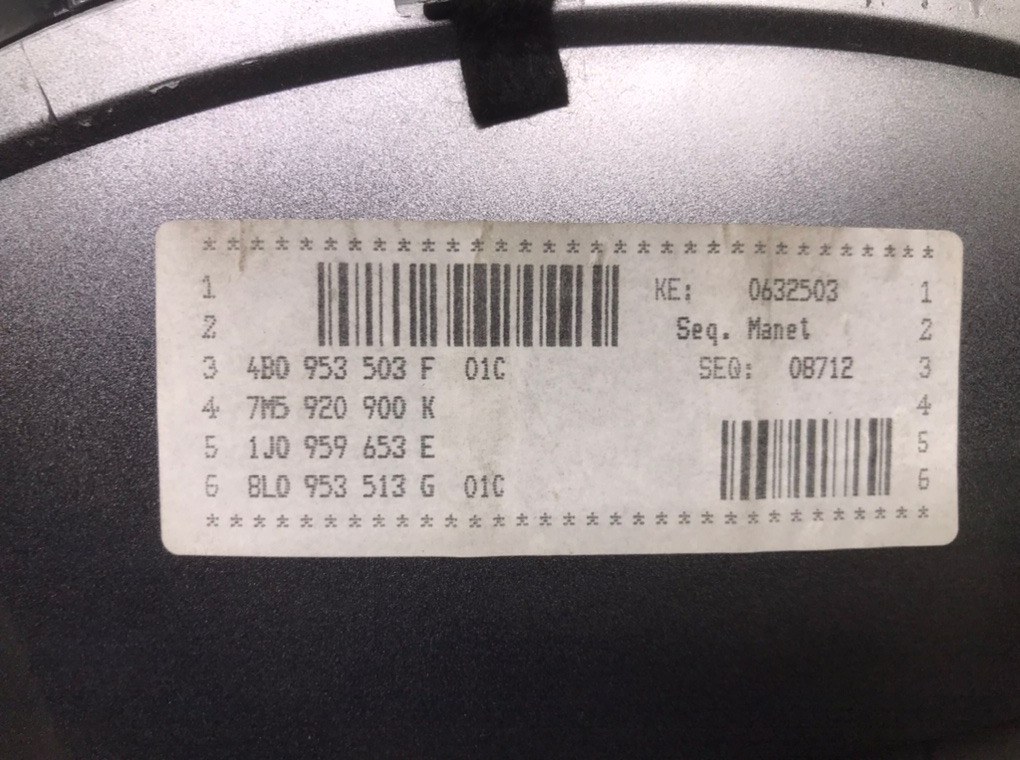 * * * * * * * * * * * * * * * * * * * * * * * * * * * * * *
1 KE: 0632503 1
2 Seq. Manet 2
3 4B0 953 503 F 01C SEQ: 08712 3
4 7M5 920 900 K 4
5 1J0 959 653 E 5
6 8L0 953 513 G 01C 6
* * * * * * * * * * * * * * * * * * * * * * * * * * * * * *